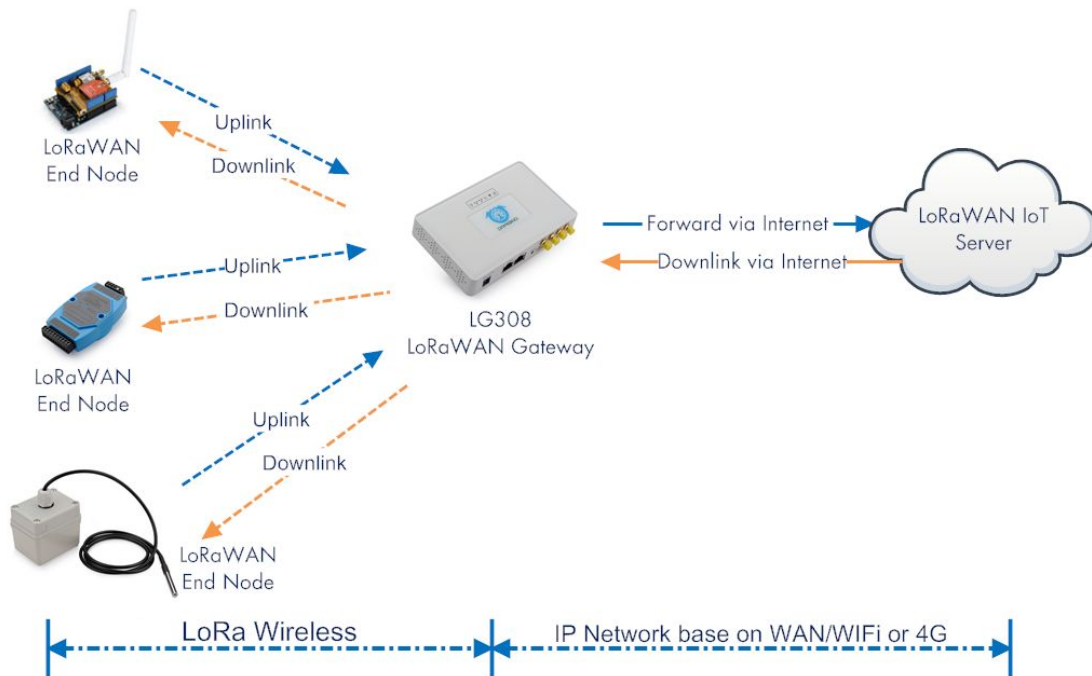 LoRaWAN
End Node
Uplink
Downlink
LoRaWAN
End Node
Uplink
Downlink
LoRaWAN
End Node
Uplink
Downlink
LG308
LoRaWAN Gateway
Forward via Internet
Downlink via Internet
LoRaWAN IoT
Server
LoRa Wireless
IP Network base on WAN/WIFi or 4G